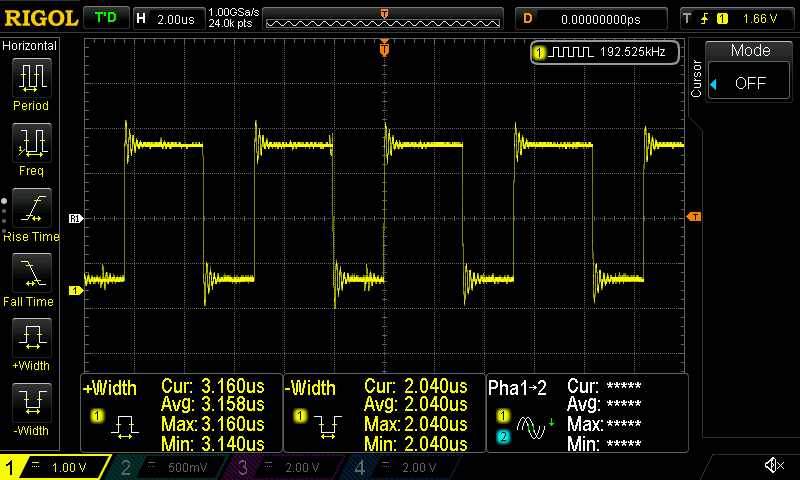 RIGOL T'D H 2.00us 1.00GSa/s 24.0k pts D 0.00000000ps T 1 1.66 V
Horizontal
Period
Freq
Rise Time
Fall Time
+Width
-Width
T
1 192.525kHz
R1
1
T
Cursor
Mode
OFF
+Width
1
Cur: 3.160us
Avg: 3.158us
Max: 3.160us
Min: 3.140us
-Width
1
Cur: 2.040us
Avg: 2.040us
Max: 2.040us
Min: 2.040us
Pha1→2
1
2
Cur: *****
Avg: *****
Max: *****
Min: *****
1 1.00 V
2 500mV
3 2.00 V
4 2.00 V